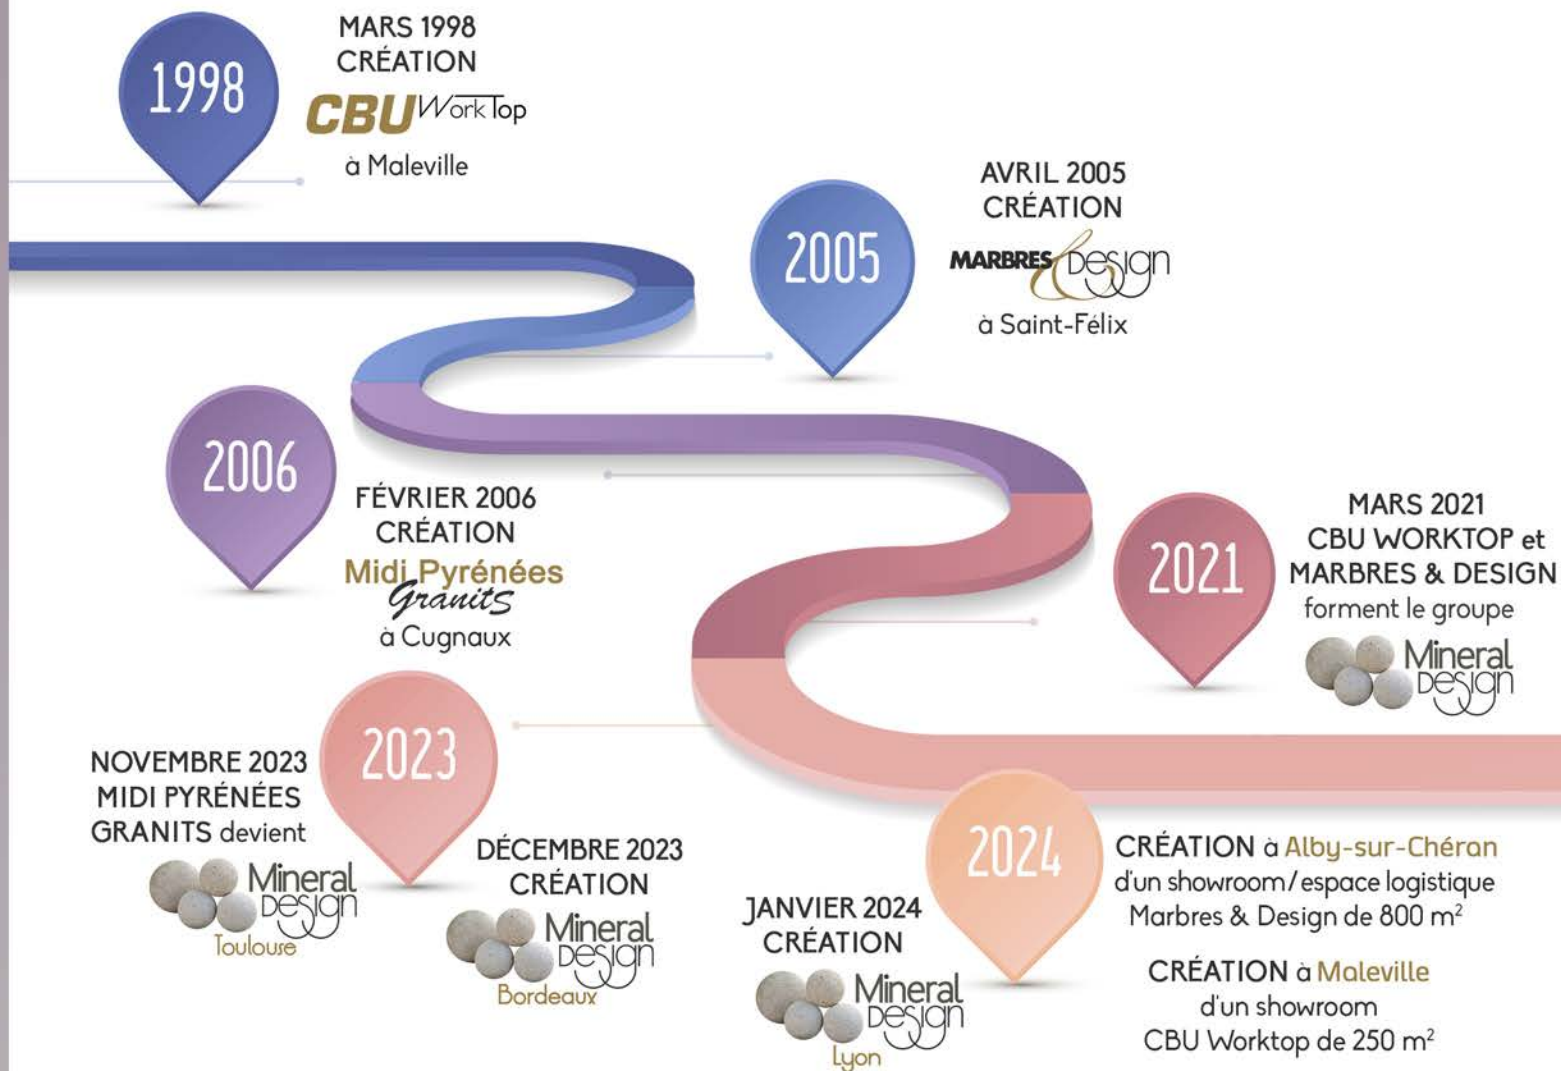 1998
MARS 1998
CRÉATION
CBU WorkTop
à Maleville
2005
AVRIL 2005
CRÉATION
MARBRES & DESIGN
à Saint-Félix
2006
FÉVRIER 2006
CRÉATION
Midi Pyrénées
Granits
à Cugnaux
2021
MARS 2021
CBU WORKTOP et
MARBRES & DESIGN
forment le groupe
Mineral
DESIGN
2023
NOVEMBRE 2023
MIDI PYRÉNÉES
GRANITS devient
Mineral
DESIGN
Toulouse
DÉCEMBRE 2023
CRÉATION
Mineral
DESIGN
Bordeaux
2024
JANVIER 2024
CRÉATION
Mineral
DESIGN
Lyon
CRÉATION à Alby-sur-Chéran
d'un showroom/espace logistique
Marbres & Design de 800 m²
CRÉATION à Maleville
d'un showroom
CBU Worktop de 250 m²